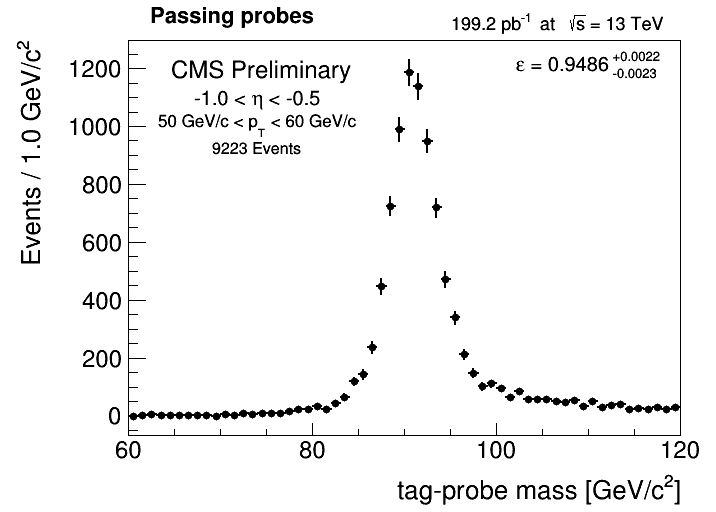 Passing probes
199.2 pb⁻¹ at √s = 13 TeV
CMS Preliminary
ε = 0.9486 +0.0022 -0.0023
-1.0 < η < -0.5
50 GeV/c < p_T < 60 GeV/c
9223 Events
Events / 1.0 GeV/c²
1200
1000
800
600
400
200
0
60 80 100 120
tag-probe mass [GeV/c²]